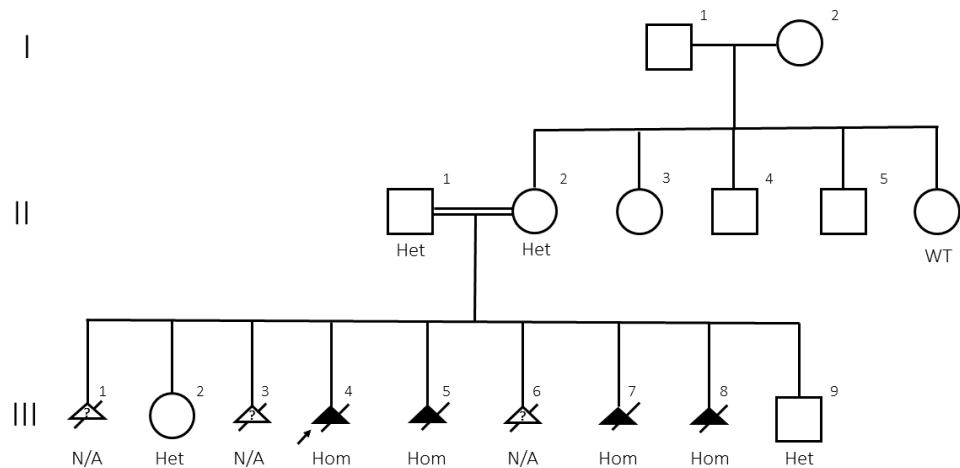 I 1 2
II 1 2 3 4 5
Het Het WT
III 1 2 3 4 5 6 7 8 9
? ? ?
N/A Het N/A Hom Hom N/A Hom Hom Het